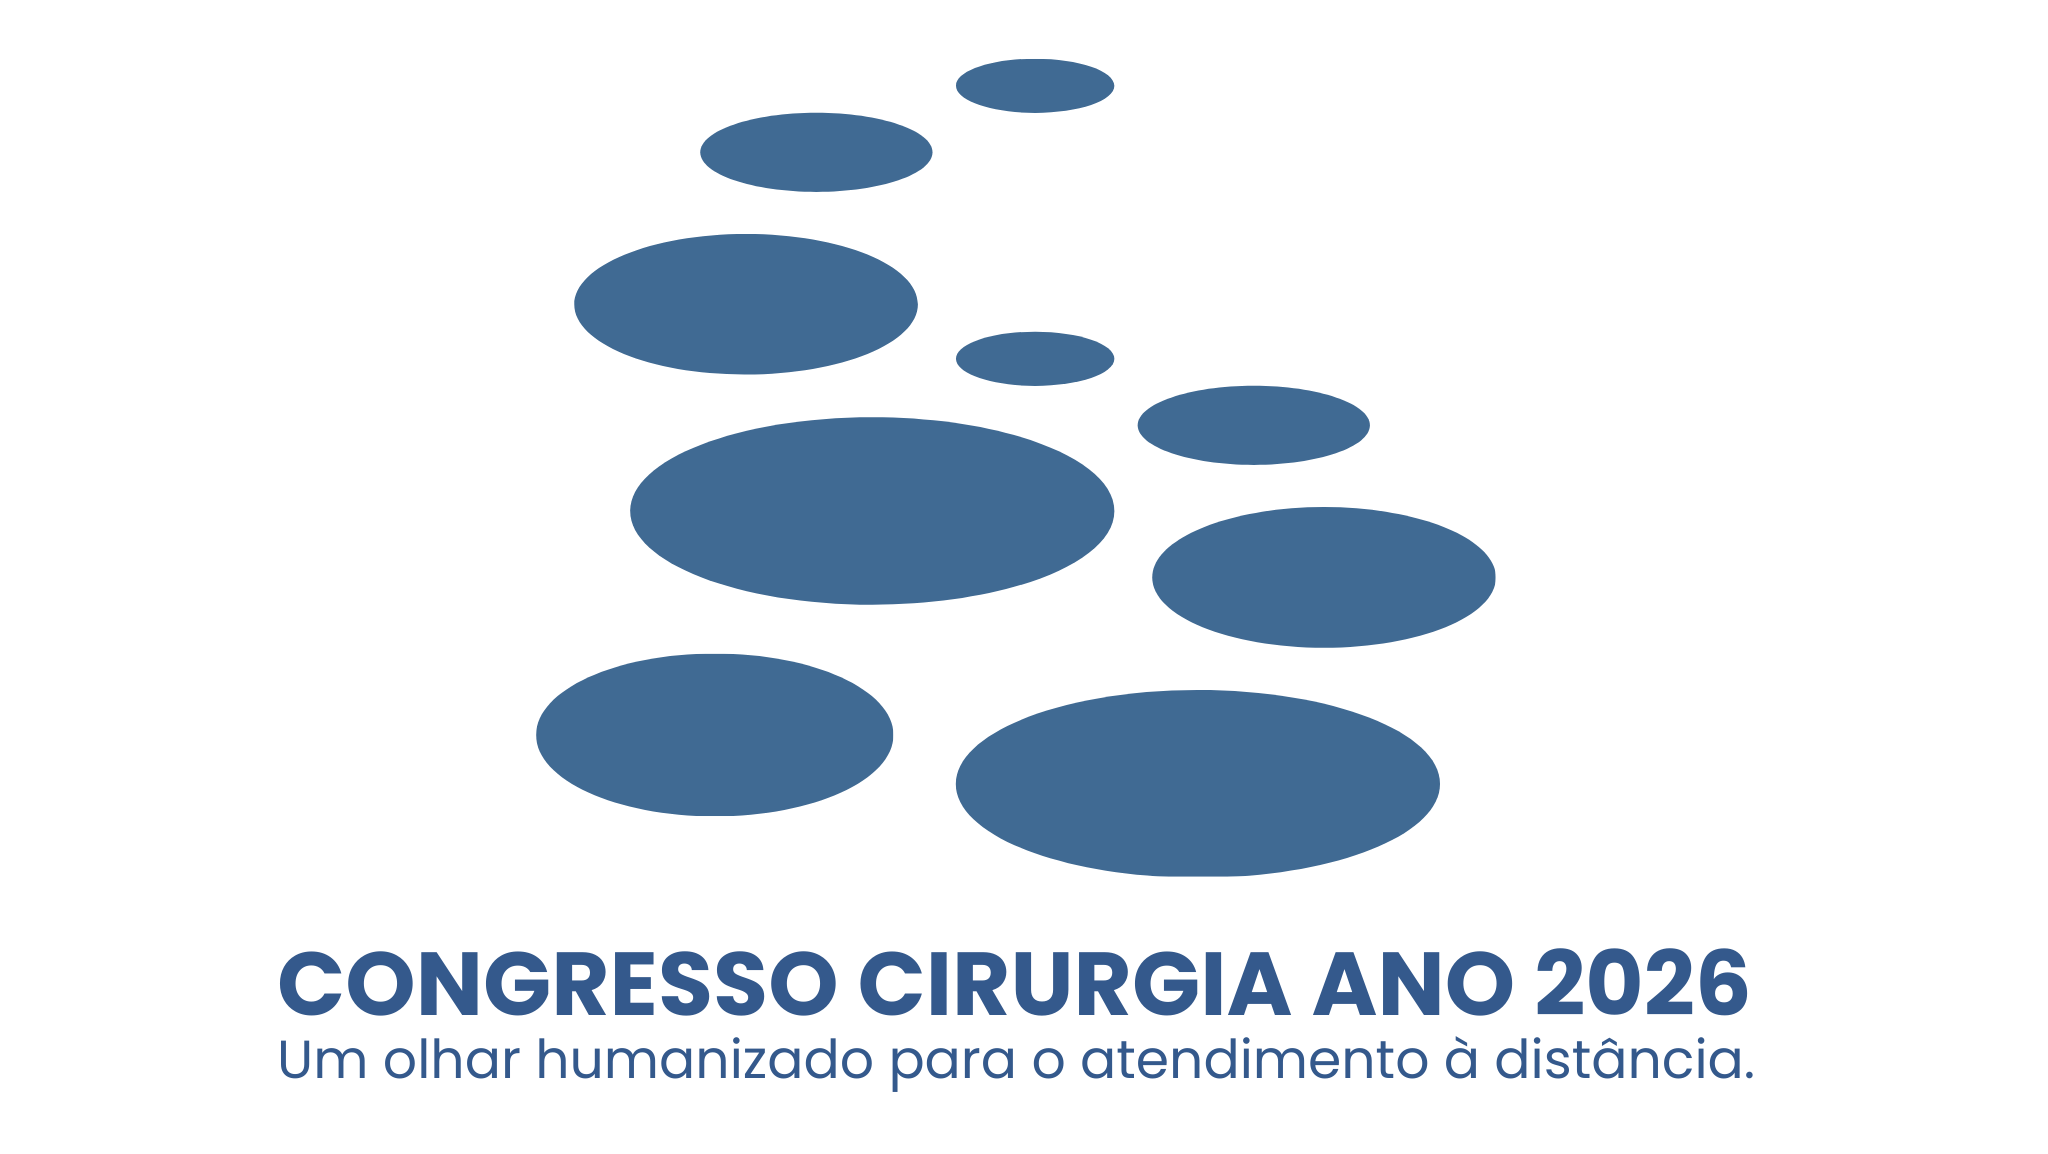 CONGRESSO CIRURGIA ANO 2026
Um olhar humanizado para o atendimento à distância.